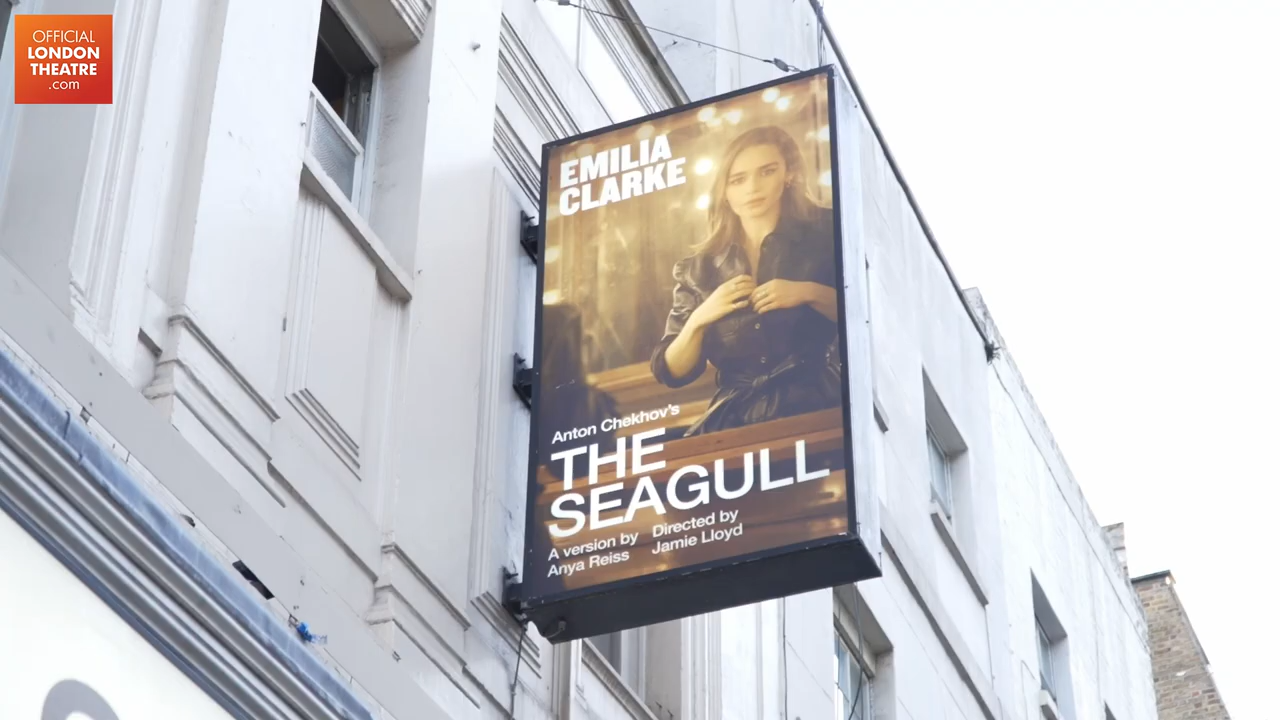 OFFICIAL
LONDON
THEATRE
.com
EMILIA
CLARKE
Anton Chekhov's
THE
SEAGULL
A version by
Anya Reiss
Directed by
Jamie Lloyd